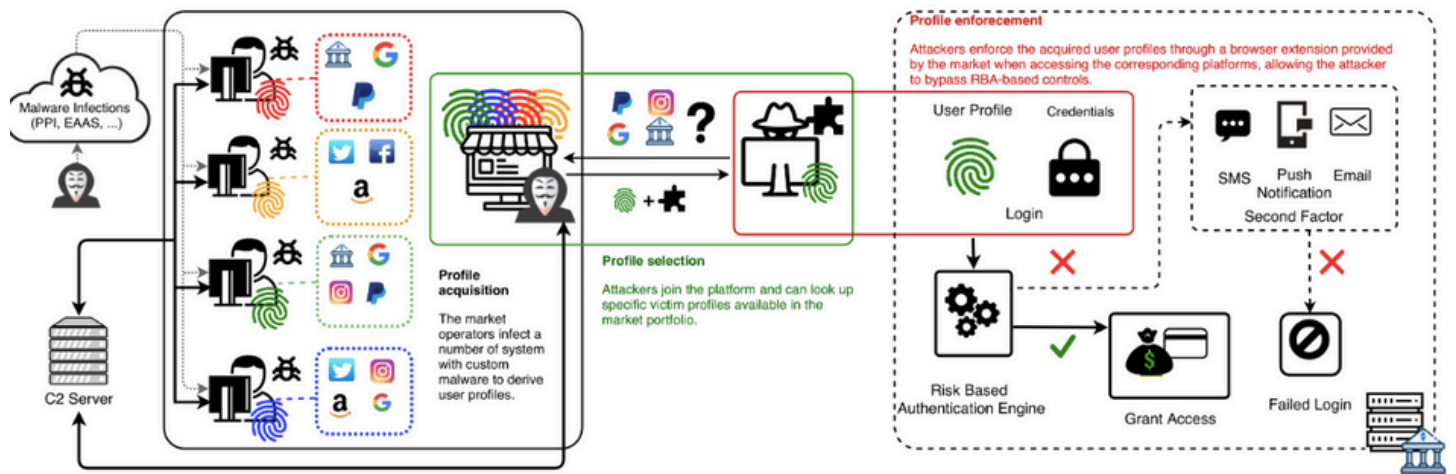 Malware Infections
(PPI, EAAS, ...)
C2 Server
Profile
acquisition
The market
operators infect a
number of system
with custom
malware to derive
user profiles.
Profile selection
Attackers join the platform and can look up
specific victim profiles available in the
market portfolio.
Profile enforecement
Attackers enforce the acquired user profiles through a browser extension provided
by the market when accessing the corresponding platforms, allowing the attacker
to bypass RBA-based controls.
User Profile
Credentials
Login
SMS
Push
Notification
Email
Second Factor
Risk Based
Authentication Engine
Grant Access
Failed Login